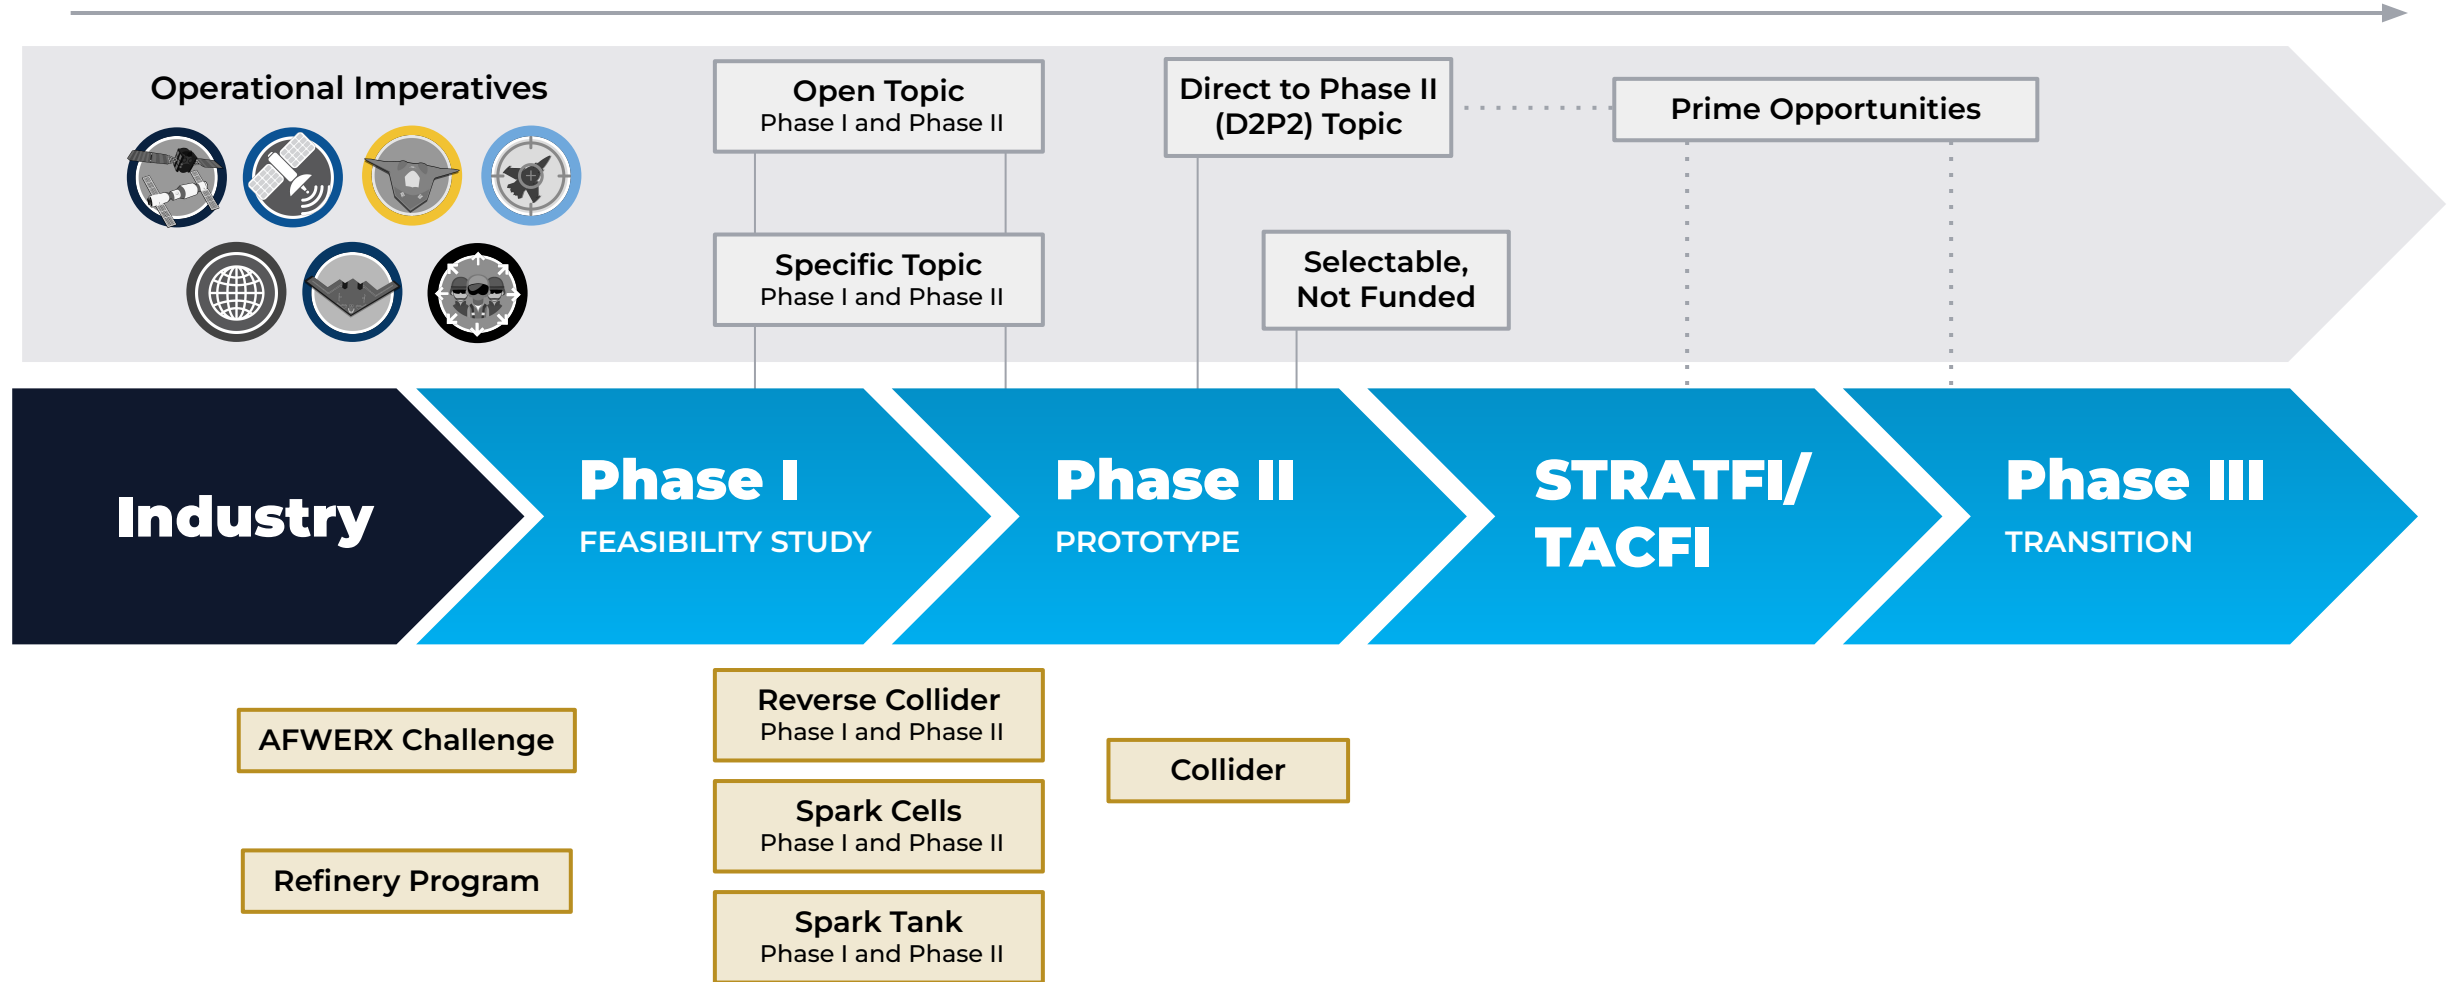 Operational Imperatives
Open Topic
Phase I and Phase II
Specific Topic
Phase I and Phase II
Direct to Phase II
(D2P2) Topic
Selectable,
Not Funded
Prime Opportunities
Industry
Phase I
FEASIBILITY STUDY
Phase II
PROTOTYPE
STRATFI/
TACFI
Phase III
TRANSITION
AFWERX Challenge
Refinery Program
Reverse Collider
Phase I and Phase II
Spark Cells
Phase I and Phase II
Spark Tank
Phase I and Phase II
Collider